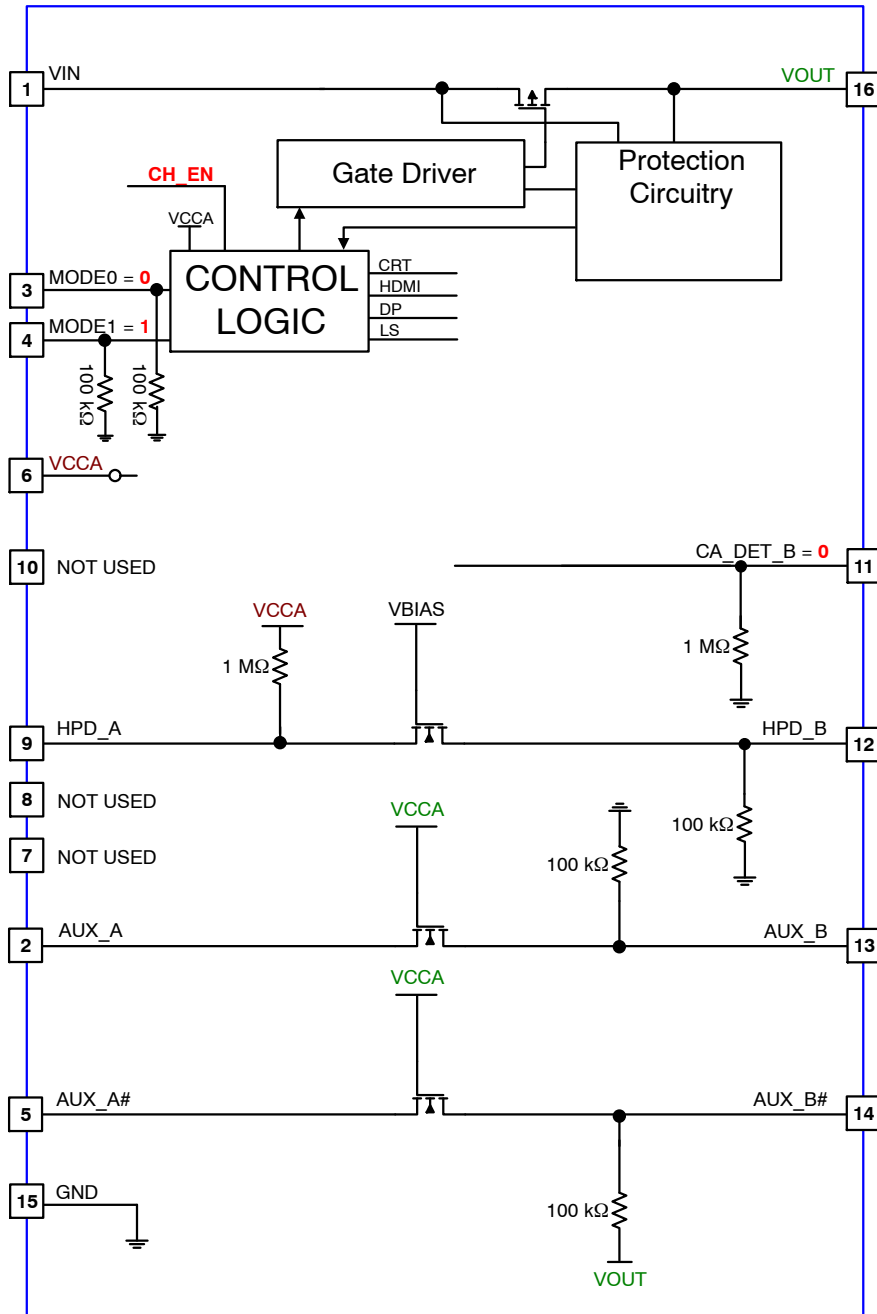 VIN
VOUT
1
16
Gate Driver
Protection
Circuitry
CH_EN
VCCA
CONTROL
LOGIC
CRT
HDMI
DP
LS
3
MODE0 = 0
4
MODE1 = 1
100 kΩ
100 kΩ
6
VCCA
10
NOT USED
CA_DET_B = 0
11
VCCA
VBIAS
1 MΩ
1 MΩ
9
HPD_A
HPD_B
12
8
NOT USED
VCCA
100 kΩ
7
NOT USED
100 kΩ
2
AUX_A
AUX_B
13
VCCA
5
AUX_A#
AUX_B#
14
15
GND
100 kΩ
VOUT